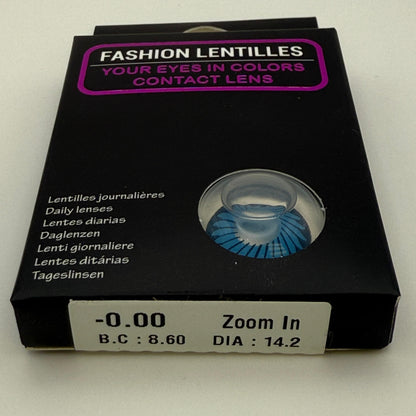 FASHION LENTILLES
YOUR EYES IN COLORS
CONTACT LENS
Lentilles journalières
Daily lenses
Lentes diarias
Daglenzen
Lenti giornaliere
Lentes ditárias
Tageslinsen
-0.00 Zoom In
B.C : 8.60 DIA : 14.2